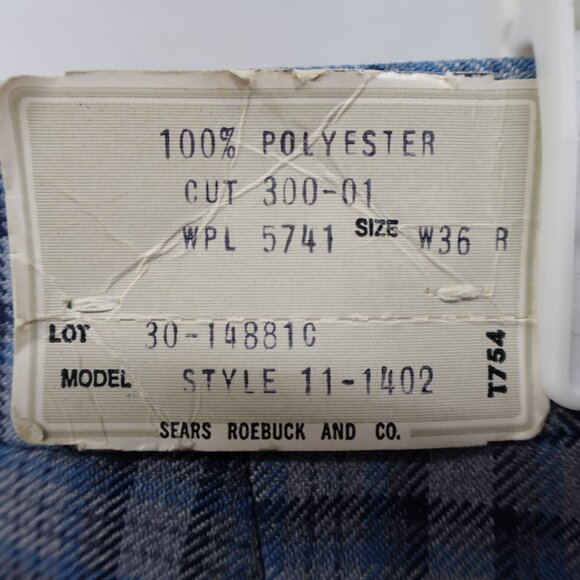 100% POLYESTER
CUT 300-01
WPL 5741 SIZE W36 R
LOT 30-14881C
MODEL STYLE 11-1402
T754
SEARS ROEBUCK AND CO.